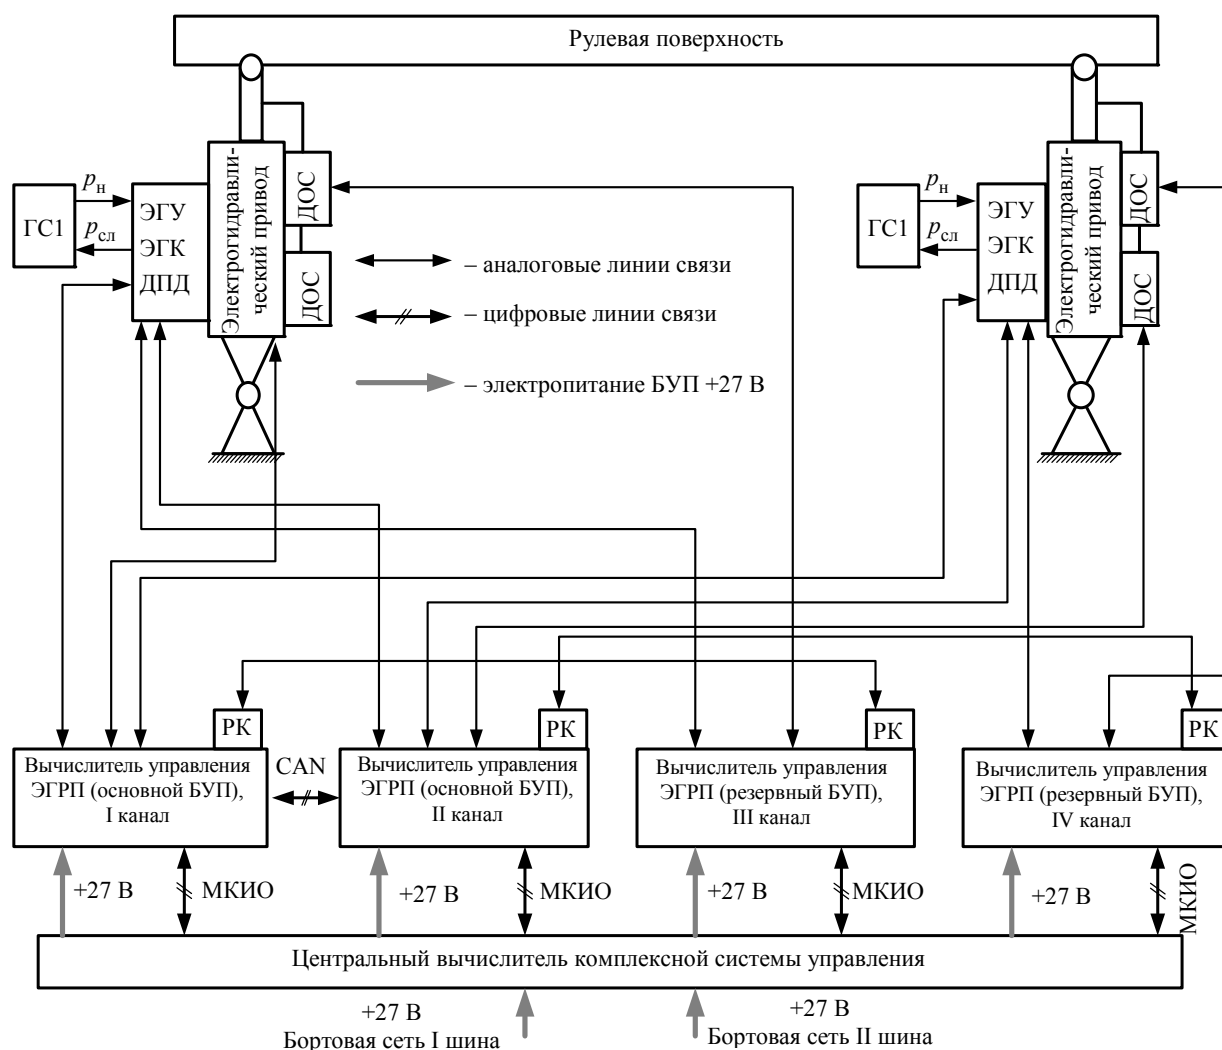 Рулевая поверхность
ГС1
pн
pсл
ЭГУ
ЭГК
ДПД
Электрогидравли-
ческий привод
ДОС
ДОС
ГС1
pн
pсл
ЭГУ
ЭГК
ДПД
Электрогидравли-
ческий привод
ДОС
ДОС
– аналоговые линии связи
– цифровые линии связи
– электропитание БУП +27 В
РК
РК
РК
РК
Вычислитель управления
ЭГРП (основной БУП),
I канал
CAN
Вычислитель управления
ЭГРП (основной БУП),
II канал
Вычислитель управления
ЭГРП (резервный БУП),
III канал
Вычислитель управления
ЭГРП (резервный БУП),
IV канал
+27 В
МКИО
+27 В
МКИО
+27 В
МКИО
+27 В
МКИО
Центральный вычислитель комплексной системы управления
+27 В
Бортовая сеть I шина
+27 В
Бортовая сеть II шина